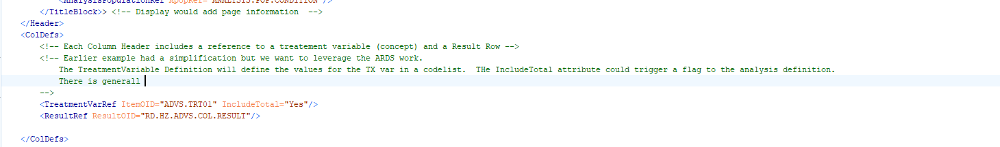 <AnalysisPopulationRef ApopRef="ANALYSIS.POP.CONDITION"/>
</TitleBlock>> <!-- Display would add page information  -->
</Header>
<ColDefs>
<!-- Each Column Header includes a reference to a treatement variable (concept) and a Result Row -->
<!-- Earlier example had a simplification but we want to leverage the ARDS work.
The TreatmentVariable Definition will define the values for the TX var in a codelist.  THe IncludeTotal attribute could trigger a flag to the analysis definition.
There is generall
-->
<TreatmentVarRef ItemOID="ADVS.TRT01" IncludeTotal="Yes"/>
<ResultRef ResultOID="RD.HZ.ADVS.COL.RESULT"/>
</ColDefs>